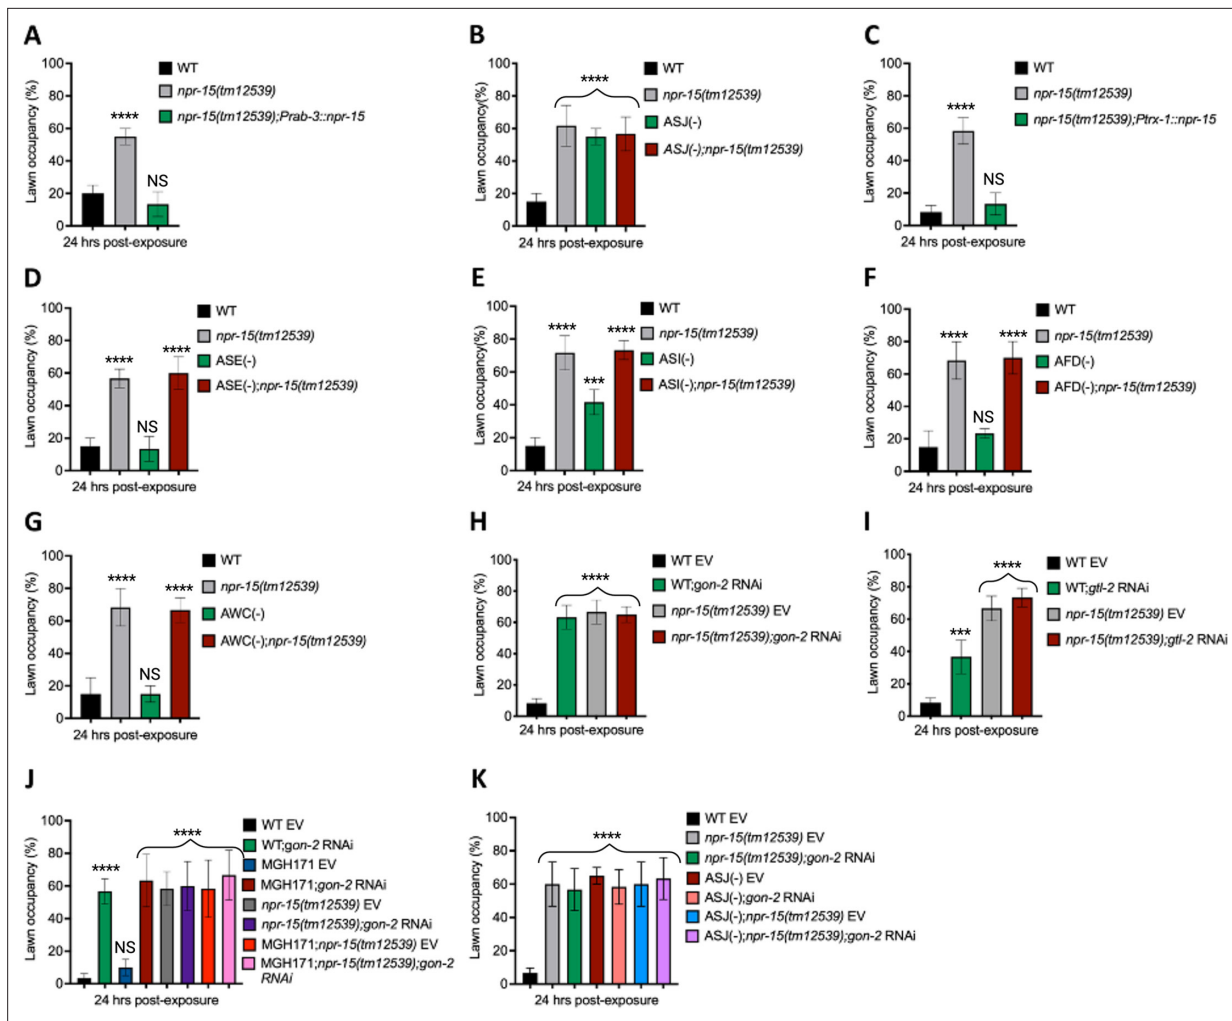 A
Lawn occupancy (%)
100
80
60
40
20
0
****
NS
24 hrs post-exposure
WT
npr-15(tm12539)
npr-15(tm12539);Prab-3::npr-15
B
Lawn occupancy(%)
100
80
60
40
20
0
****
24 hrs post-exposure
WT
npr-15(tm12539)
ASJ(-)
ASJ(-);npr-15(tm12539)
C
Lawn occupancy (%)
100
80
60
40
20
0
****
NS
24 hrs post-exposure
WT
npr-15(tm12539)
npr-15(tm12539);Ptrx-1::npr-15
D
Lawn occupancy (%)
100
80
60
40
20
0
****
NS
****
24 hrs post-exposure
WT
npr-15(tm12539)
ASE(-)
ASE(-);npr-15(tm12539)
E
Lawn occupancy (%)
100
80
60
40
20
0
****
***
****
24 hrs post-exposure
WT
npr-15(tm12539)
ASI(-)
ASI(-);npr-15(tm12539)
F
Lawn occupancy (%)
100
80
60
40
20
0
****
NS
****
24 hrs post-exposure
WT
npr-15(tm12539)
AFD(-)
AFD(-);npr-15(tm12539)
G
Lawn occupancy (%)
100
80
60
40
20
0
****
NS
****
24 hrs post-exposure
WT
npr-15(tm12539)
AWC(-)
AWC(-);npr-15(tm12539)
H
Lawn occupancy (%)
100
80
60
40
20
0
****
24 hrs post-exposure
WT EV
WT;gon-2 RNAi
npr-15(tm12539) EV
npr-15(tm12539);gon-2 RNAi
I
Lawn occupancy (%)
100
80
60
40
20
0
***
****
24 hrs post-exposure
WT EV
WT;gtl-2 RNAi
npr-15(tm12539) EV
npr-15(tm12539);gtl-2 RNAi
J
Lawn occupancy (%)
100
80
60
40
20
0
****
NS
****
24 hrs post-exposure
WT EV
WT;gon-2 RNAi
MGH171 EV
MGH171;gon-2 RNAi
npr-15(tm12539) EV
npr-15(tm12539);gon-2 RNAi
MGH171;npr-15(tm12539) EV
MGH171;npr-15(tm12539);gon-2
RNAi
K
Lawn occupancy (%)
100
80
60
40
20
0
****
24 hrs post-exposure
WT EV
npr-15(tm12539) EV
npr-15(tm12539);gon-2 RNAi
ASJ(-) EV
ASJ(-);gon-2 RNAi
ASJ(-);npr-15(tm12539) EV
ASJ(-);npr-15(tm12539);gon-2 RNAi